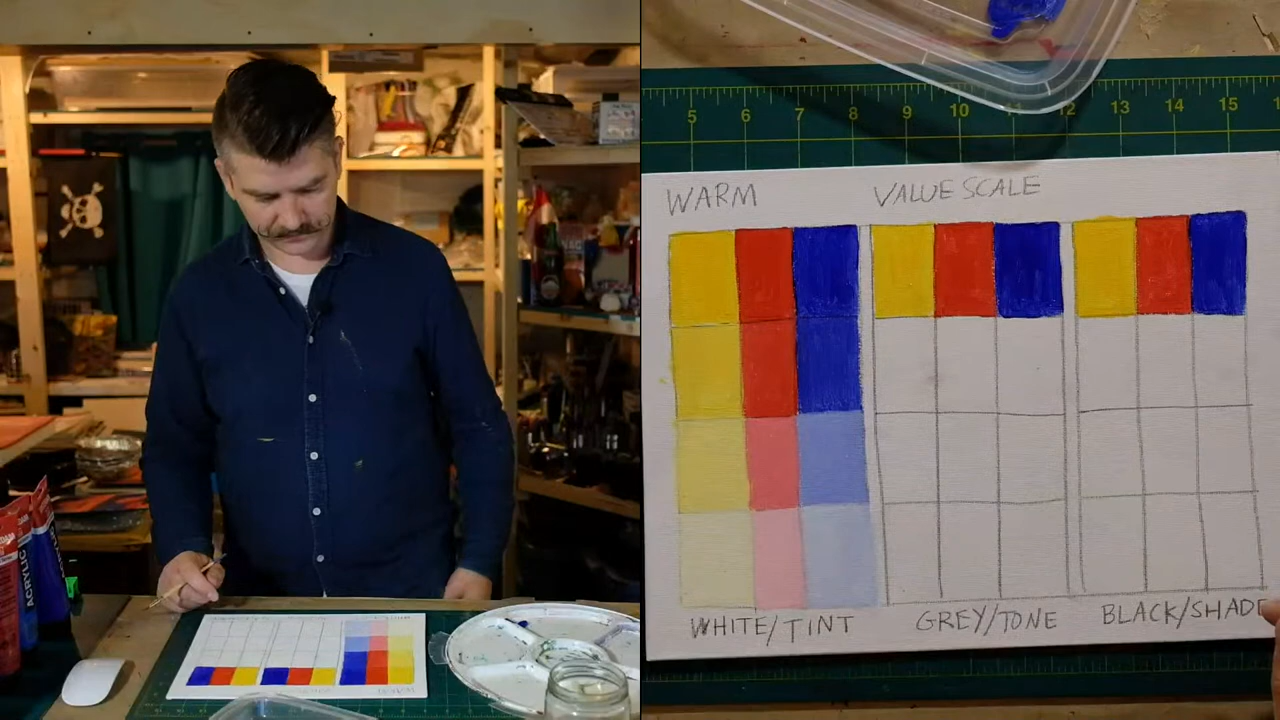 ACRYLIC
5 6 7 8 9 10 11 12 13 14 15
WARM VALUE SCALE
WHITE/TINT GREY/TONE BLACK/SHADE